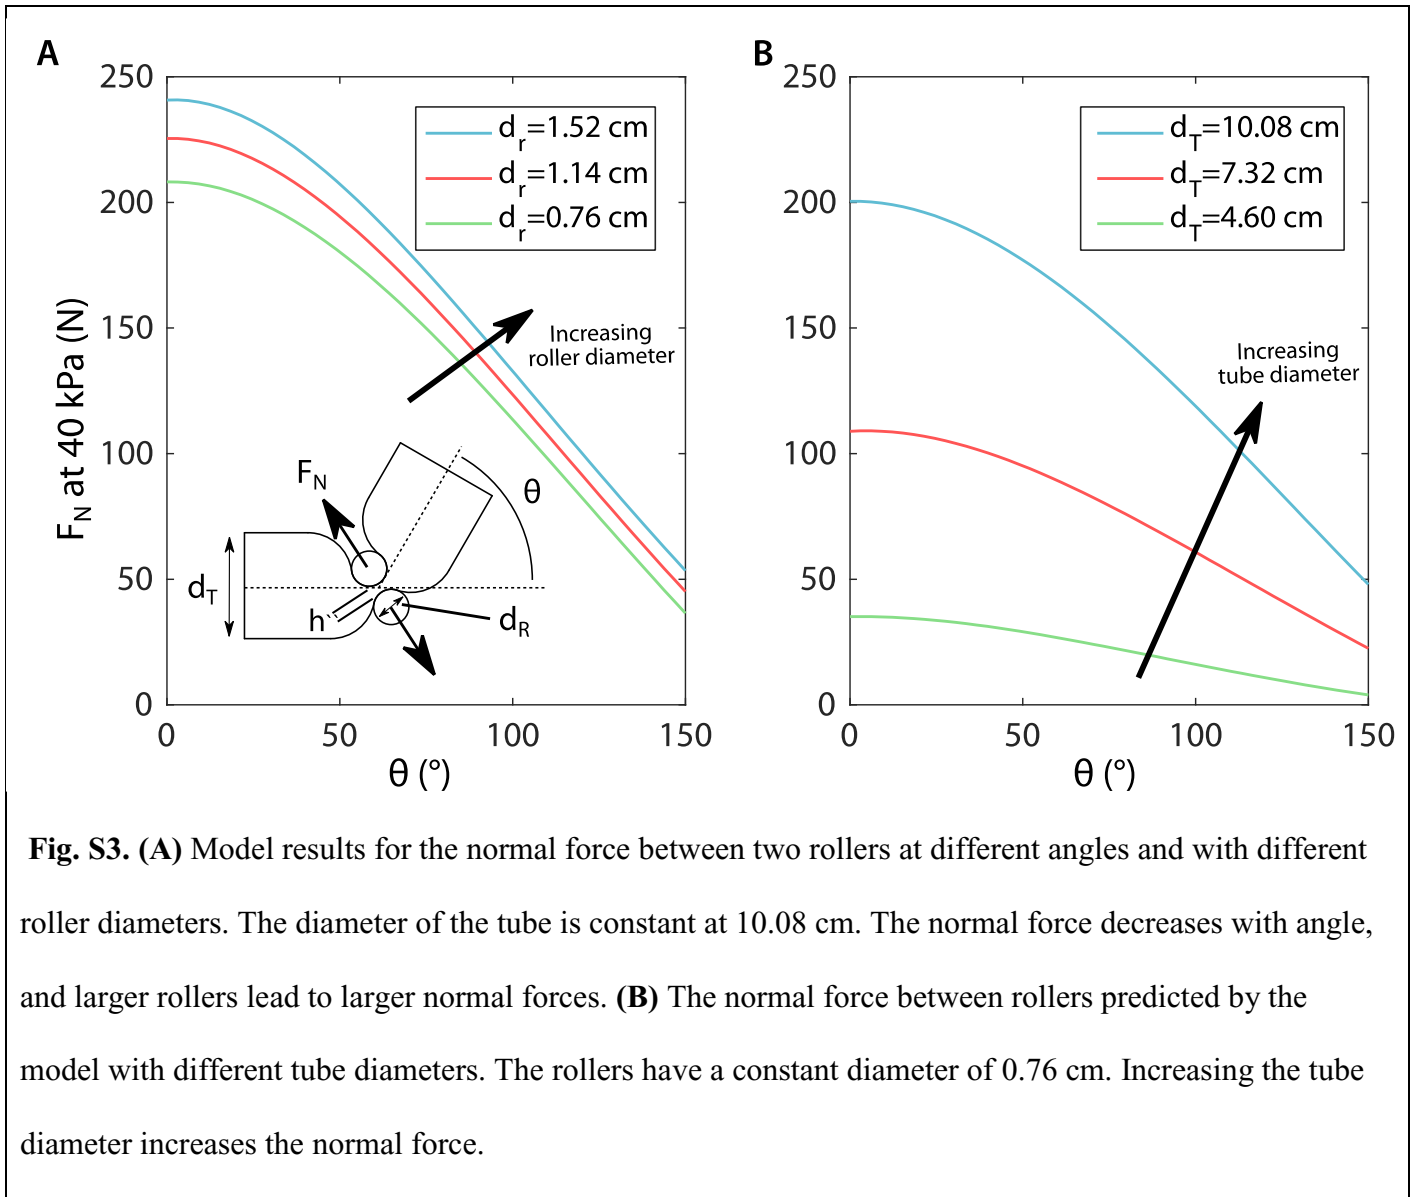 A
250
200
150
100
50
0
0 50 100 150
F_N at 40 kPa (N)
θ (°)
d_r=1.52 cm
d_r=1.14 cm
d_r=0.76 cm
Increasing
roller diameter
F_N
θ
d_T
h
d_R
B
250
200
150
100
50
0
0 50 100 150
θ (°)
d_T=10.08 cm
d_T=7.32 cm
d_T=4.60 cm
Increasing
tube diameter
Fig. S3. (A) Model results for the normal force between two rollers at different angles and with different
roller diameters. The diameter of the tube is constant at 10.08 cm. The normal force decreases with angle,
and larger rollers lead to larger normal forces. (B) The normal force between rollers predicted by the
model with different tube diameters. The rollers have a constant diameter of 0.76 cm. Increasing the tube
diameter increases the normal force.